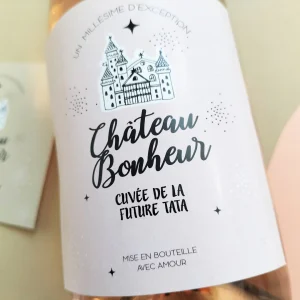 UN MILLÉSIME D'EXCEPTION
Château
Bonheur
CUVÉE DE LA
FUTURE TATA
MISE EN BOUTEILLE
AVEC AMOUR